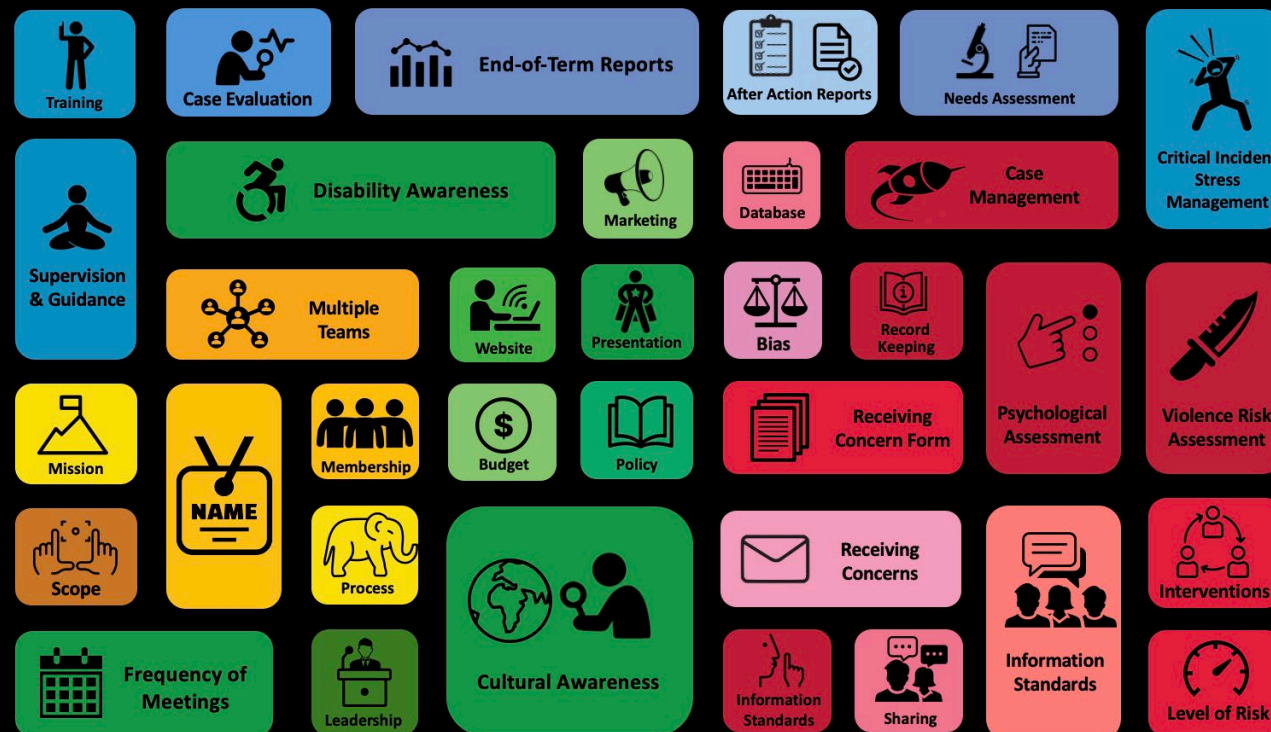 Training
Case Evaluation
End-of-Term Reports
After Action Reports
Needs Assessment
Critical Inciden
Stress
Management
Supervision
& Guidance
Disability Awareness
Marketing
Database
Case
Management
Multiple
Teams
Website
Presentation
Bias
Record
Keeping
Psychological
Assessment
Violence Risk
Assessment
Mission
NAME
Membership
$
Budget
Policy
Receiving
Concern Form
Scope
Process
Cultural Awareness
Receiving
Concerns
Information
Standards
Interventions
Frequency of
Meetings
Leadership
Information
Standards
Sharing
Level of Risk